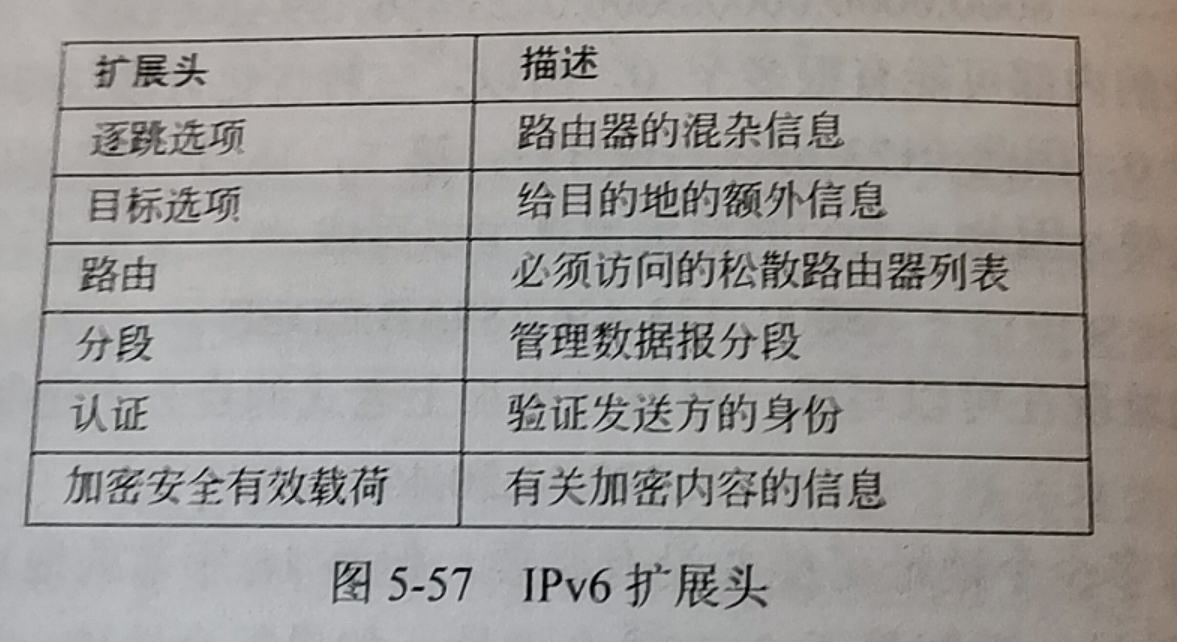 扩展头 描述
逐跳选项 路由器的混杂信息
目标选项 给目的地的额外信息
路由 必须访问的松散路由器列表
分段 管理数据报分段
认证 验证发送方的身份
加密安全有效载荷 有关加密内容的信息
图 5-57 IPv6 扩展头